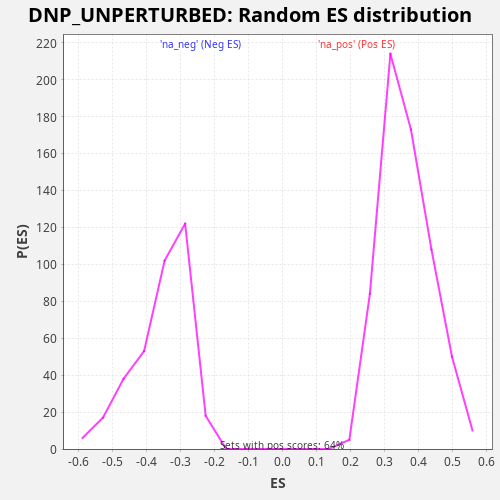 DNP_UNPERTURBED: Random ES distribution
'na_neg' (Neg ES) 'na_pos' (Pos ES)
220
200
180
160
140
120
100
80
60
40
20
0
P(ES)
Sets with pos scores: 64%
-0.6 -0.5 -0.4 -0.3 -0.2 -0.1 0.0 0.1 0.2 0.3 0.4 0.5 0.6
ES